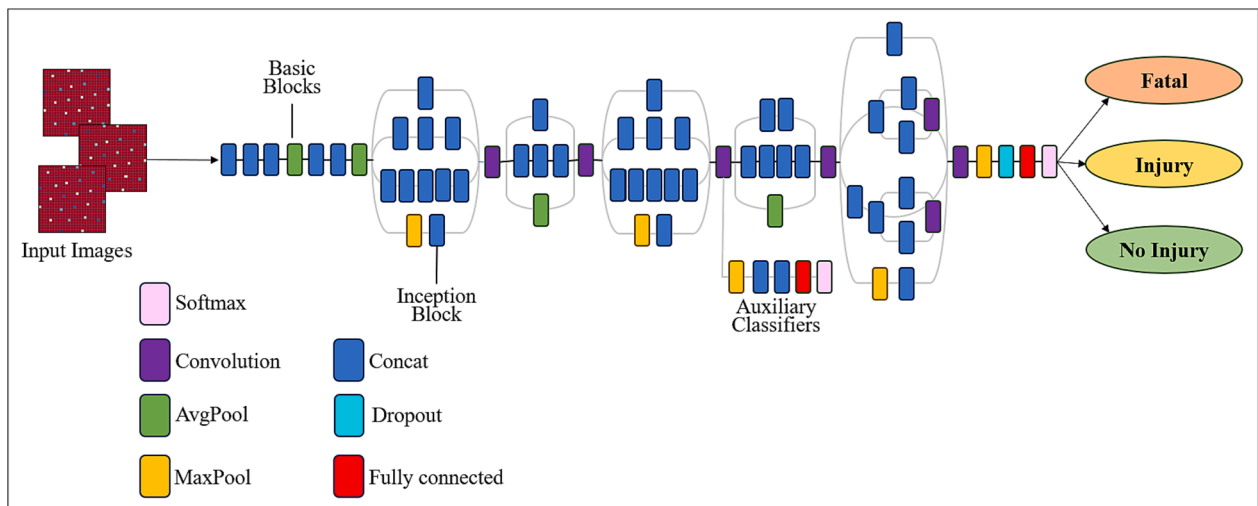 Basic
Blocks
Input Images
Inception
Block
Auxiliary
Classifiers
Fatal
Injury
No Injury
Softmax
Convolution
Concat
AvgPool
Dropout
MaxPool
Fully connected